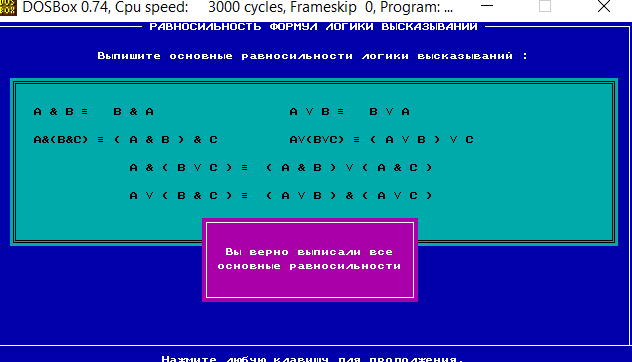 DOSBox 0.74, Cpu speed: 3000 cycles, Frameskip 0, Program: ...
РАВНОСИЛЬНОСТЬ ФОРМУЛ ЛОГИКИ ВЫСКАЗЫВАНИЙ
Выпишите основные равносильности логики высказываний :
A & B ≡ B & A A ∨ B ≡ B ∨ A
A&(B&C) ≡ ( A & B ) & C A∨(B∨C) ≡ ( A ∨ B ) ∨ C
A & ( B ∨ C ) ≡ ( A & B ) ∨ ( A & C )
A ∨ ( B & C ) ≡ ( A ∨ B ) & ( A ∨ C )
Вы верно выписали все
основные равносильности
Нажмите любую клавишу для продолжения.